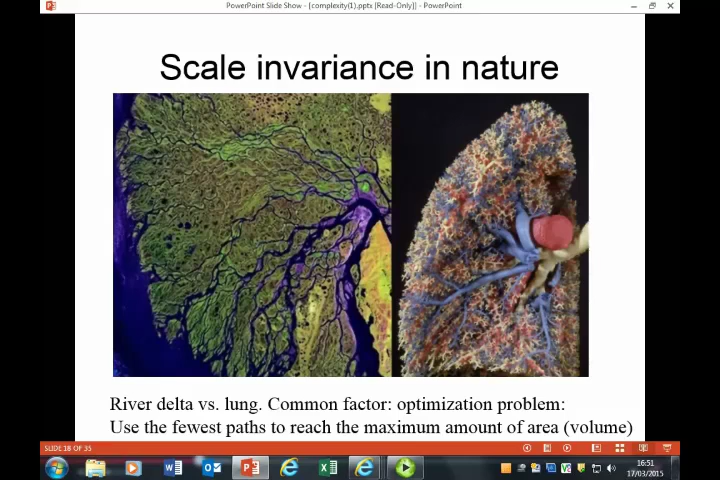 PowerPoint Slide Show - [complexity(1).pptx [Read-Only]] - PowerPoint
Scale invariance in nature
River delta vs. lung. Common factor: optimization problem:
Use the fewest paths to reach the maximum amount of area (volume)
SLIDE 18 OF 35
16:51
17/03/2015